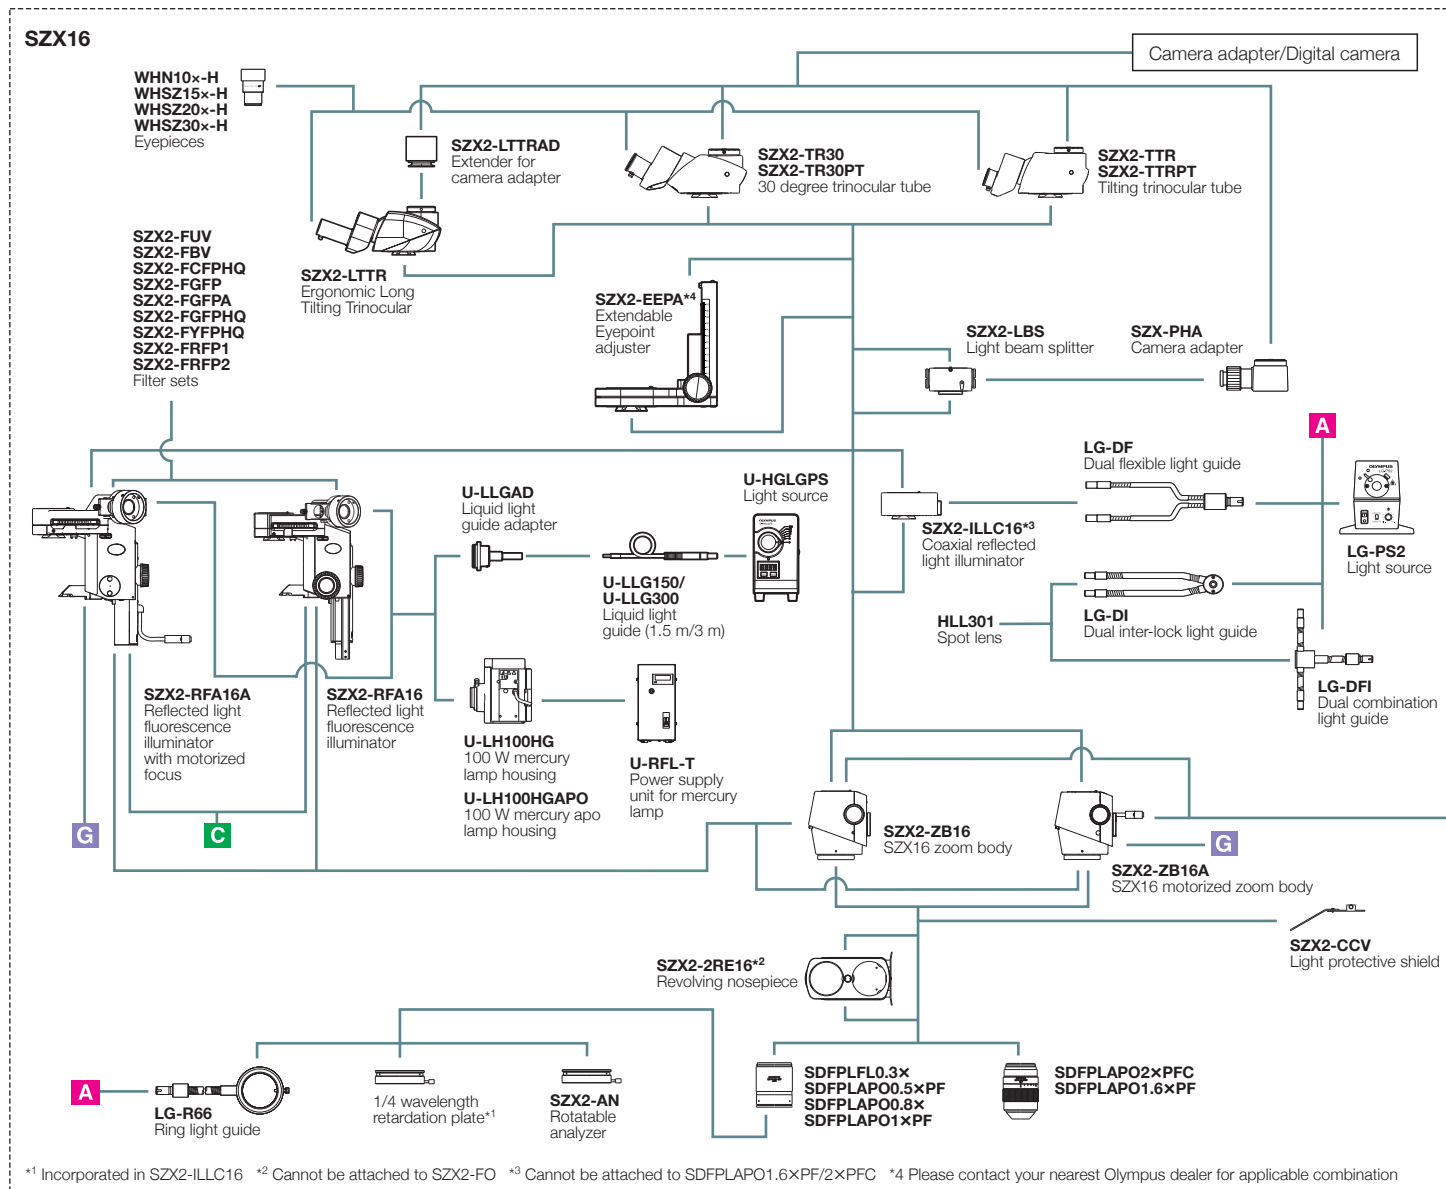 SZX16
Camera adapter/Digital camera
WHN10×-H
WHSZ15×-H
WHSZ20×-H
WHSZ30×-H
Eyepieces
SZX2-LTTRAD
Extender for
camera adapter
SZX2-TR30
SZX2-TR30PT
30 degree trinocular tube
SZX2-TTR
SZX2-TTRPT
Tilting trinocular tube
SZX2-FUV
SZX2-FBV
SZX2-FCFPHQ
SZX2-FGFP
SZX2-FGFPA
SZX2-FGFPHQ
SZX2-FYFPHQ
SZX2-FRFP1
SZX2-FRFP2
Filter sets
SZX2-LTTR
Ergonomic Long
Tilting Trinocular
SZX2-EEPA*4
Extendable
Eyepoint
adjuster
SZX2-LBS
Light beam splitter
SZX-PHA
Camera adapter
A
LG-DF
Dual flexible light guide
U-LLGAD
Liquid light
guide adapter
U-HGLGPS
Light source
SZX2-ILLC16*3
Coaxial reflected
light illuminator
OLYMPUS
LG-PS2
Light source
U-LLG150/
U-LLG300
Liquid light
guide (1.5 m/3 m)
HLL301
Spot lens
LG-DI
Dual inter-lock light guide
LG-DFI
Dual combination
light guide
SZX2-RFA16A
Reflected light
fluorescence
illuminator
with motorized
focus
SZX2-RFA16
Reflected light
fluorescence
illuminator
U-LH100HG
100 W mercury
lamp housing
U-LH100HGAPO
100 W mercury apo
lamp housing
U-RFL-T
Power supply
unit for mercury
lamp
G
C
SZX2-ZB16
SZX16 zoom body
G
SZX2-ZB16A
SZX16 motorized zoom body
SZX2-CCV
Light protective shield
SZX2-2RE16*2
Revolving nosepiece
A
LG-R66
Ring light guide
1/4 wavelength
retardation plate*1
SZX2-AN
Rotatable
analyzer
SDFPLFL0.3×
SDFPLAPO0.5×PF
SDFPLAPO0.8×
SDFPLAPO1×PF
SDFPLAPO2×PFC
SDFPLAPO1.6×PF
*1 Incorporated in SZX2-ILLC16 *2 Cannot be attached to SZX2-FO *3 Cannot be attached to SDFPLAPO1.6×PF/2×PFC *4 Please contact your nearest Olympus dealer for applicable combination